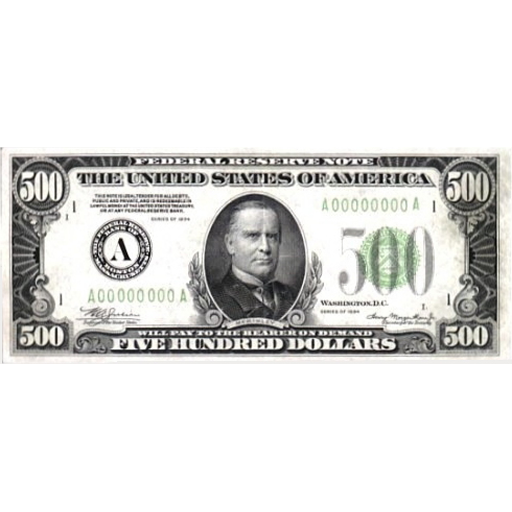 FEDERAL RESERVE NOTE
500 THE UNITED STATES OF AMERICA 500
THIS NOTE IS LEGAL TENDER FOR ALL DEBTS,
PUBLIC AND PRIVATE, AND IS REDEEMABLE IN
LAWFUL MONEY AT THE UNITED STATES TREASURY,
OR AT ANY FEDERAL RESERVE BANK.
SERIES OF 1934
A00000000A
1 1
A
500
A00000000A
WASHINGTON, D.C.
SERIES OF 1934
1 1
1.
McKINLEY
WILL PAY TO THE BEARER ON DEMAND
500 FIVE HUNDRED DOLLARS 500